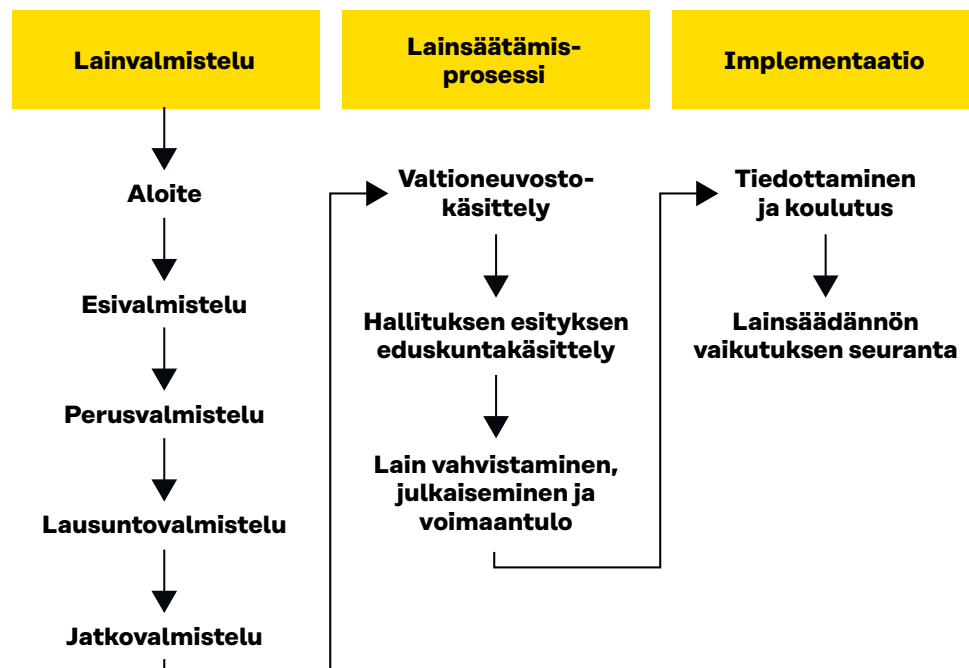 Lainvalmistelu
Aloite
Esivalmistelu
Perusvalmistelu
Lausuntovalmistelu
Jatkovalmistelu
Lainsäätämis-
prosessi
Valtioneuvosto-
käsittely
Hallituksen esityksen
eduskuntakäsittely
Lain vahvistaminen,
julkaiseminen ja
voimaantulo
Implementaatio
Tiedottaminen
ja koulutus
Lainsäädännön
vaikutuksen seuranta